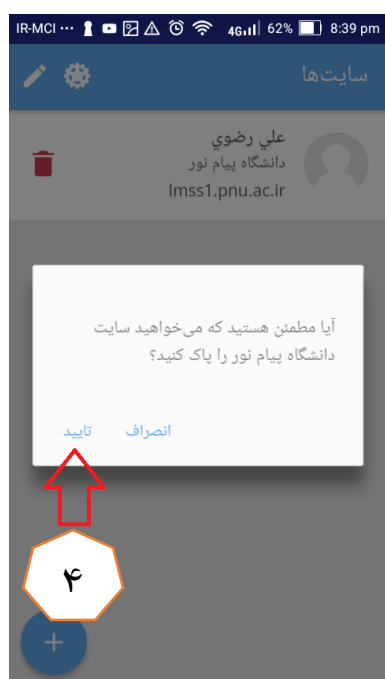 IR-MCI ··· 4G 62% 8:39 pm
سایت‌ها
علي رضوي
دانشگاه پیام نور
lmss1.pnu.ac.ir
آیا مطمئن هستید که می‌خواهید سایت
دانشگاه پیام نور را پاک کنید؟
انصراف تایید
۴
+